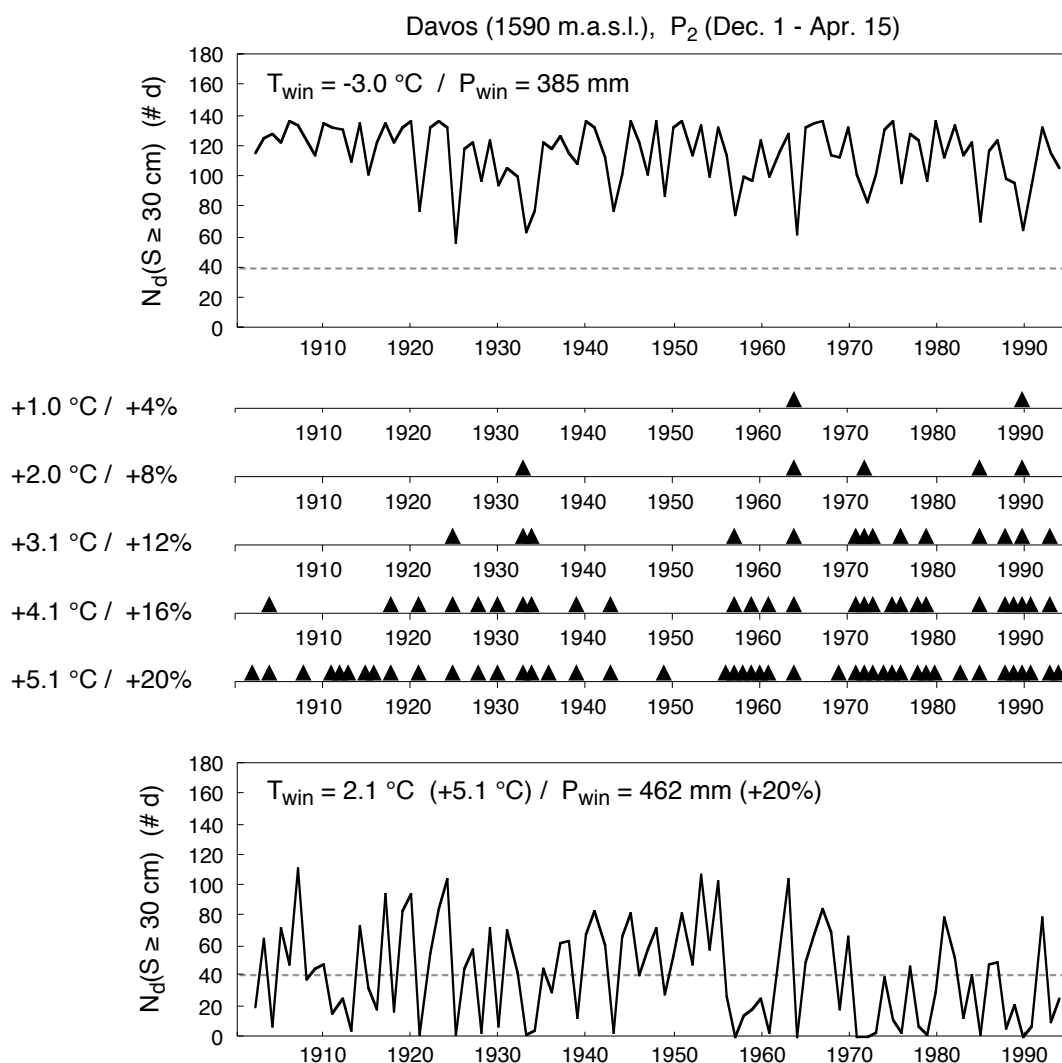 Davos (1590 m.a.s.l.), P2 (Dec. 1 - Apr. 15)
Nd(S ≥ 30 cm) (# d)
Twin = -3.0 °C / Pwin = 385 mm
180
160
140
120
100
80
60
40
20
0
1910 1920 1930 1940 1950 1960 1970 1980 1990
+1.0 °C / +4%
1910 1920 1930 1940 1950 1960 1970 1980 1990
+2.0 °C / +8%
1910 1920 1930 1940 1950 1960 1970 1980 1990
+3.1 °C / +12%
1910 1920 1930 1940 1950 1960 1970 1980 1990
+4.1 °C / +16%
1910 1920 1930 1940 1950 1960 1970 1980 1990
+5.1 °C / +20%
1910 1920 1930 1940 1950 1960 1970 1980 1990
Nd(S ≥ 30 cm) (# d)
Twin = 2.1 °C (+5.1 °C) / Pwin = 462 mm (+20%)
180
160
140
120
100
80
60
40
20
0
1910 1920 1930 1940 1950 1960 1970 1980 1990